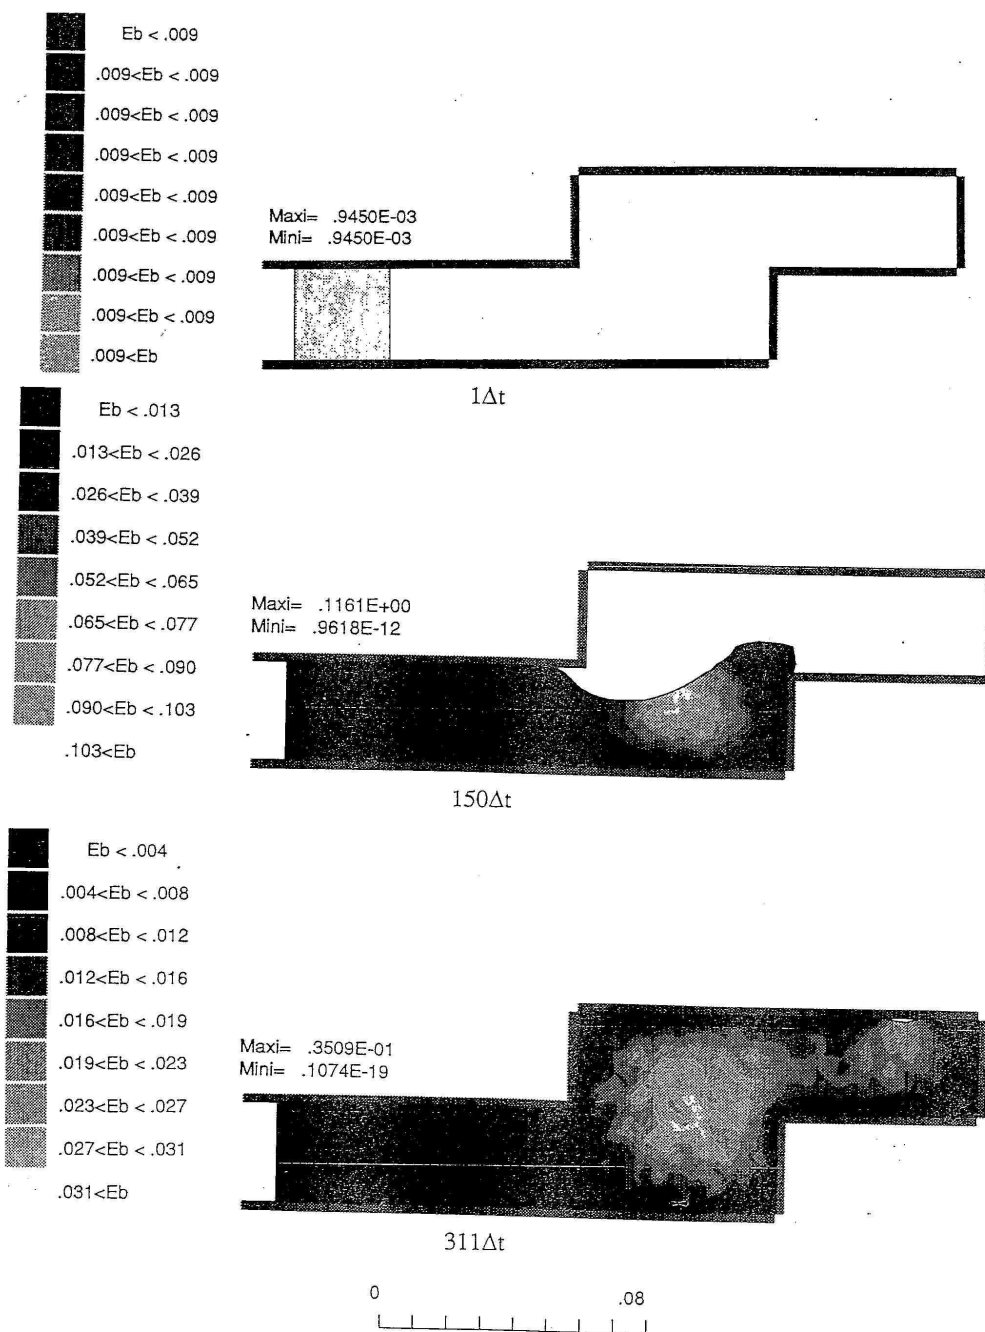 Eb < .009
.009<Eb < .009
.009<Eb < .009
.009<Eb < .009
.009<Eb < .009
.009<Eb < .009
.009<Eb < .009
.009<Eb < .009
.009<Eb
Maxi= .9450E-03
Mini= .9450E-03
1Δt
Eb < .013
.013<Eb < .026
.026<Eb < .039
.039<Eb < .052
.052<Eb < .065
.065<Eb < .077
.077<Eb < .090
.090<Eb < .103
.103<Eb
Maxi= .1161E+00
Mini= .9618E-12
150Δt
Eb < .004
.004<Eb < .008
.008<Eb < .012
.012<Eb < .016
.016<Eb < .019
.019<Eb < .023
.023<Eb < .027
.027<Eb < .031
.031<Eb
Maxi= .3509E-01
Mini= .1074E-19
311Δt
0 .08